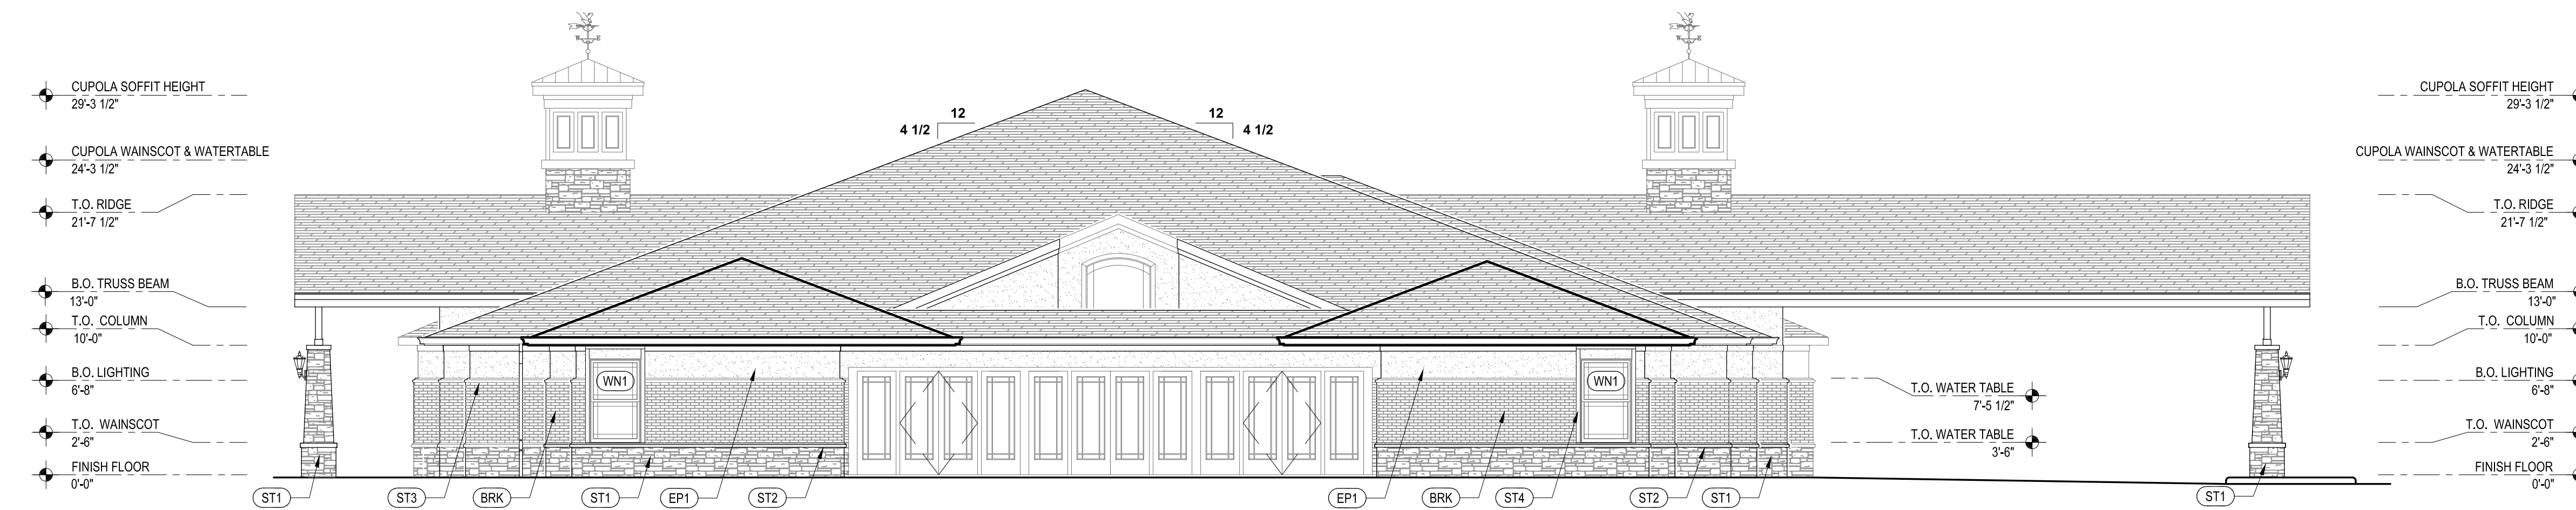 W E
W E
CUPOLA SOFFIT HEIGHT
29'-3 1/2"
CUPOLA WAINSCOT & WATERTABLE
24'-3 1/2"
T.O. RIDGE
21'-7 1/2"
B.O. TRUSS BEAM
13'-0"
T.O. COLUMN
10'-0"
B.O. LIGHTING
6'-8"
T.O. WAINSCOT
2'-6"
FINISH FLOOR
0'-0"
12
4 1/2
12
4 1/2
WN1
WN1
T.O. WATER TABLE
7'-5 1/2"
T.O. WATER TABLE
3'-6"
CUPOLA SOFFIT HEIGHT
29'-3 1/2"
CUPOLA WAINSCOT & WATERTABLE
24'-3 1/2"
T.O. RIDGE
21'-7 1/2"
B.O. TRUSS BEAM
13'-0"
T.O. COLUMN
10'-0"
B.O. LIGHTING
6'-8"
T.O. WAINSCOT
2'-6"
FINISH FLOOR
0'-0"
ST1 ST3 BRK ST1 EP1 ST2 EP1 BRK ST4 ST2 ST1 ST1